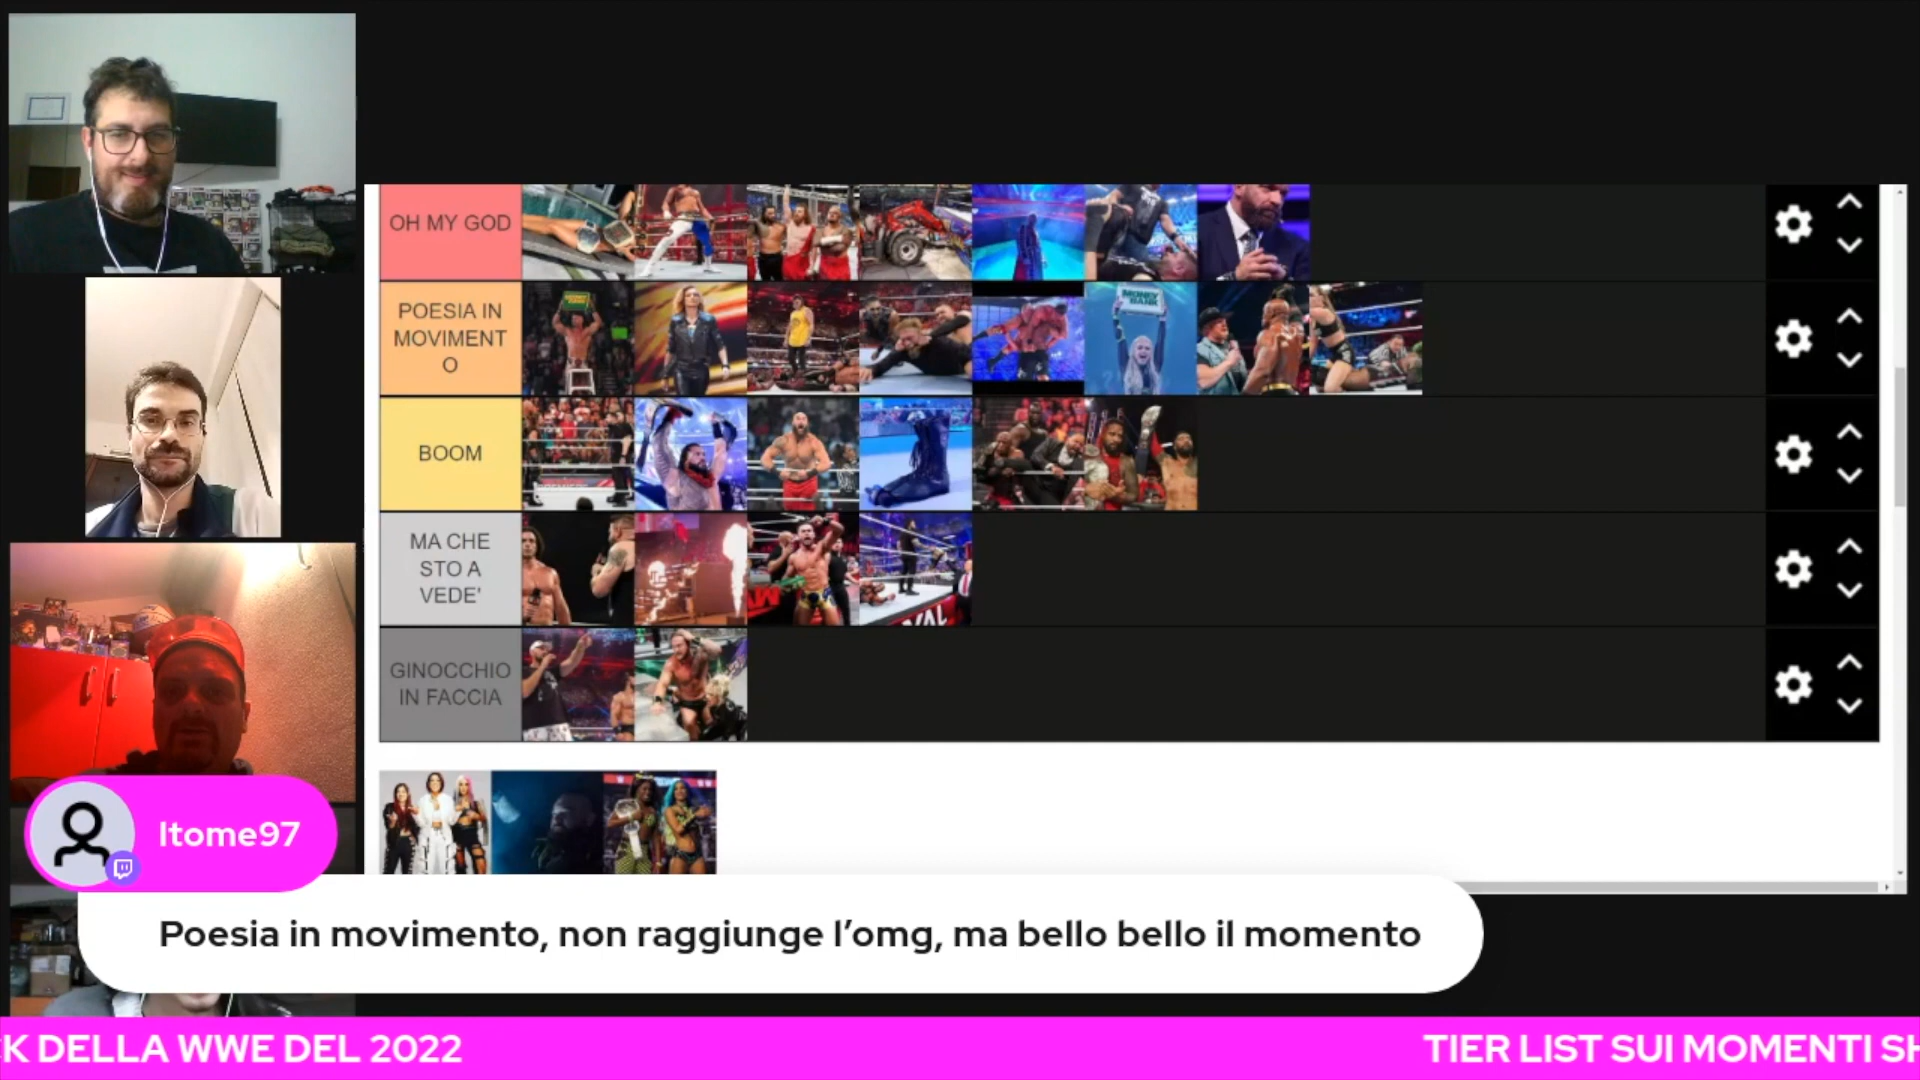 OH MY GOD
POESIA IN
MOVIMENT
O
BOOM
MA CHE
STO A
VEDE'
GINOCCHIO
IN FACCIA
Itome97
Poesia in movimento, non raggiunge l’omg, ma bello bello il momento
K DELLA WWE DEL 2022
TIER LIST SUI MOMENTI SH